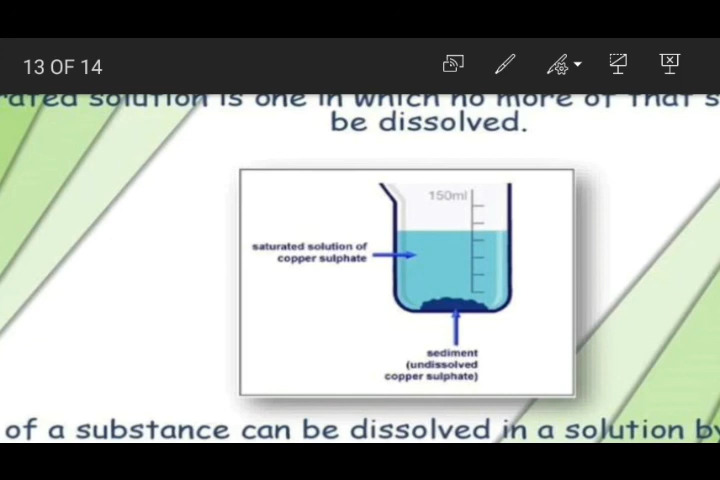 13 OF 14
rated solution is one in which no more of that s
be dissolved.
150ml
saturated solution of
copper sulphate
sediment
(undissolved
copper sulphate)
of a substance can be dissolved in a solution by